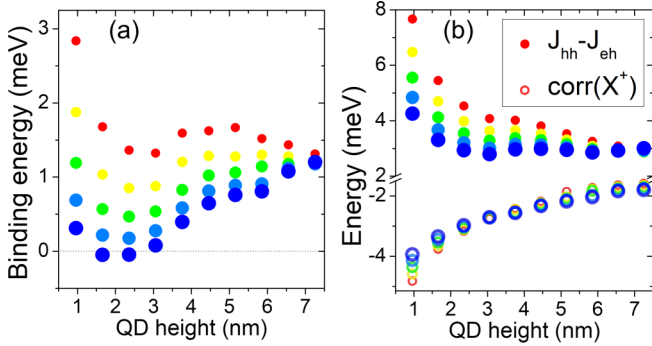 (a)
Binding energy (meV)
3
2
1
0
1 2 3 4 5 6 7
QD height (nm)
(b)
Energy (meV)
8
6
4
2
-2
-4
J_hh-J_eh
corr(X^+)
1 2 3 4 5 6 7
QD height (nm)